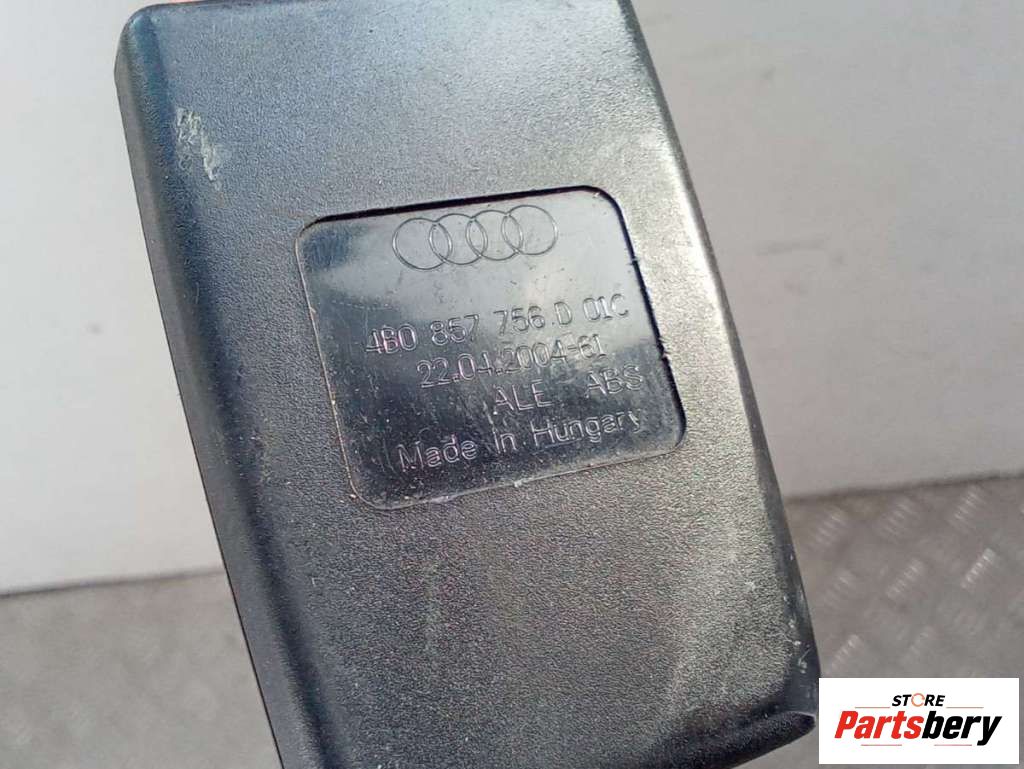 4B0 857 756 D 01C
22.04.2004-61
ALE ABS
Made in Hungary
STORE
Partsbery